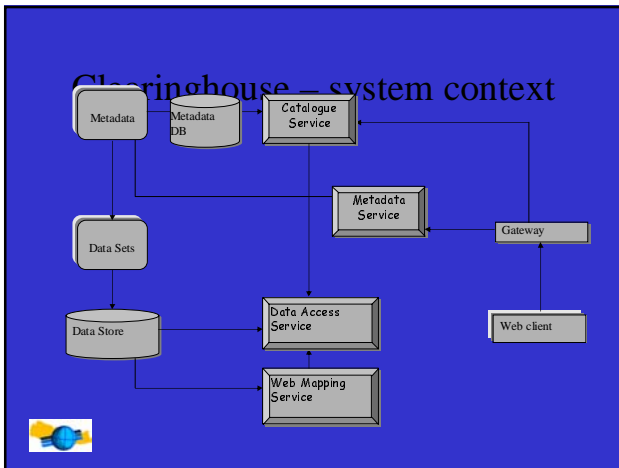 Clearinghouse – system context
Metadata
Metadata
DB
Catalogue
Service
Metadata
Service
Gateway
Data Sets
Data Store
Data Access
Service
Web client
Web Mapping
Service